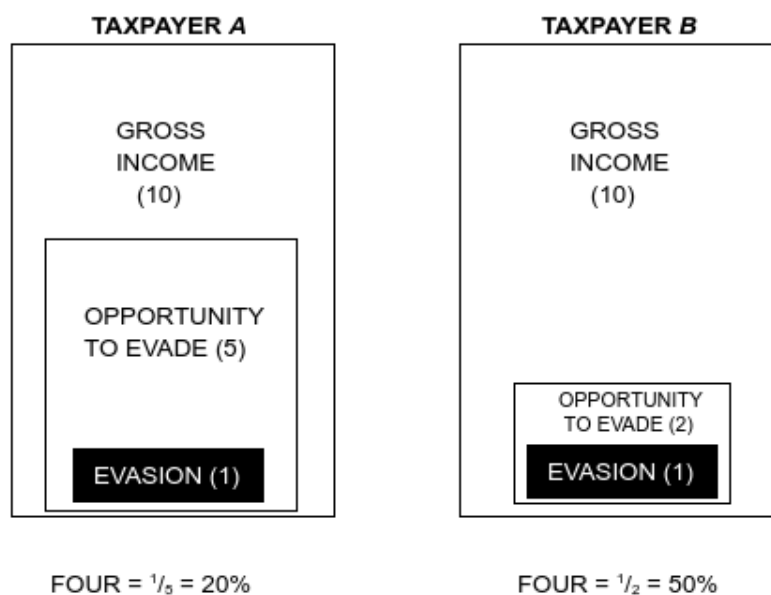 TAXPAYER A
GROSS
INCOME
(10)
OPPORTUNITY
TO EVADE (5)
EVASION (1)
FOUR = ¹/₅ = 20%
TAXPAYER B
GROSS
INCOME
(10)
OPPORTUNITY
TO EVADE (2)
EVASION (1)
FOUR = ¹/₂ = 50%